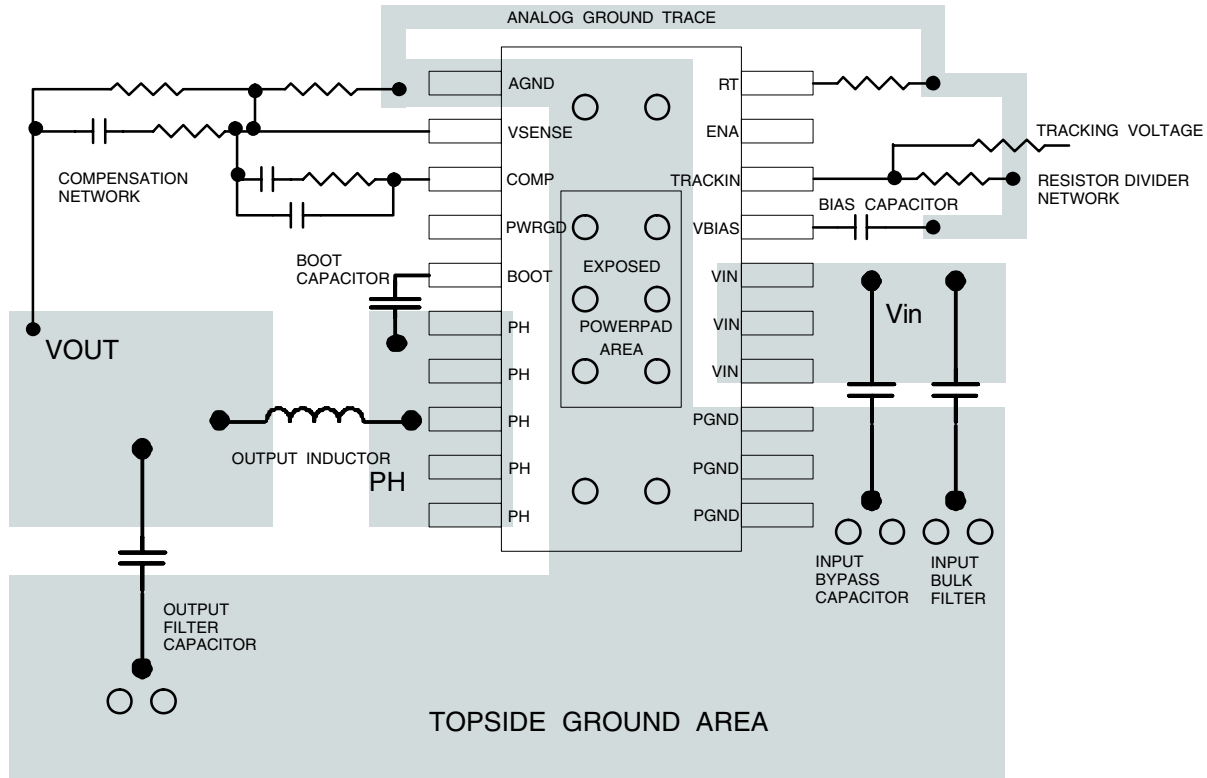 ANALOG GROUND TRACE
AGND
RT
VSENSE
ENA
TRACKING VOLTAGE
COMPENSATION
NETWORK
COMP
TRACKIN
RESISTOR DIVIDER
NETWORK
BIAS CAPACITOR
PWRGD
VBIAS
BOOT
CAPACITOR
BOOT
EXPOSED
VIN
PH
POWERPAD
AREA
VIN
Vin
VOUT
PH
VIN
PH
PGND
OUTPUT INDUCTOR
PH
PH
PGND
PH
PGND
INPUT
BYPASS
CAPACITOR
INPUT
BULK
FILTER
OUTPUT
FILTER
CAPACITOR
TOPSIDE GROUND AREA